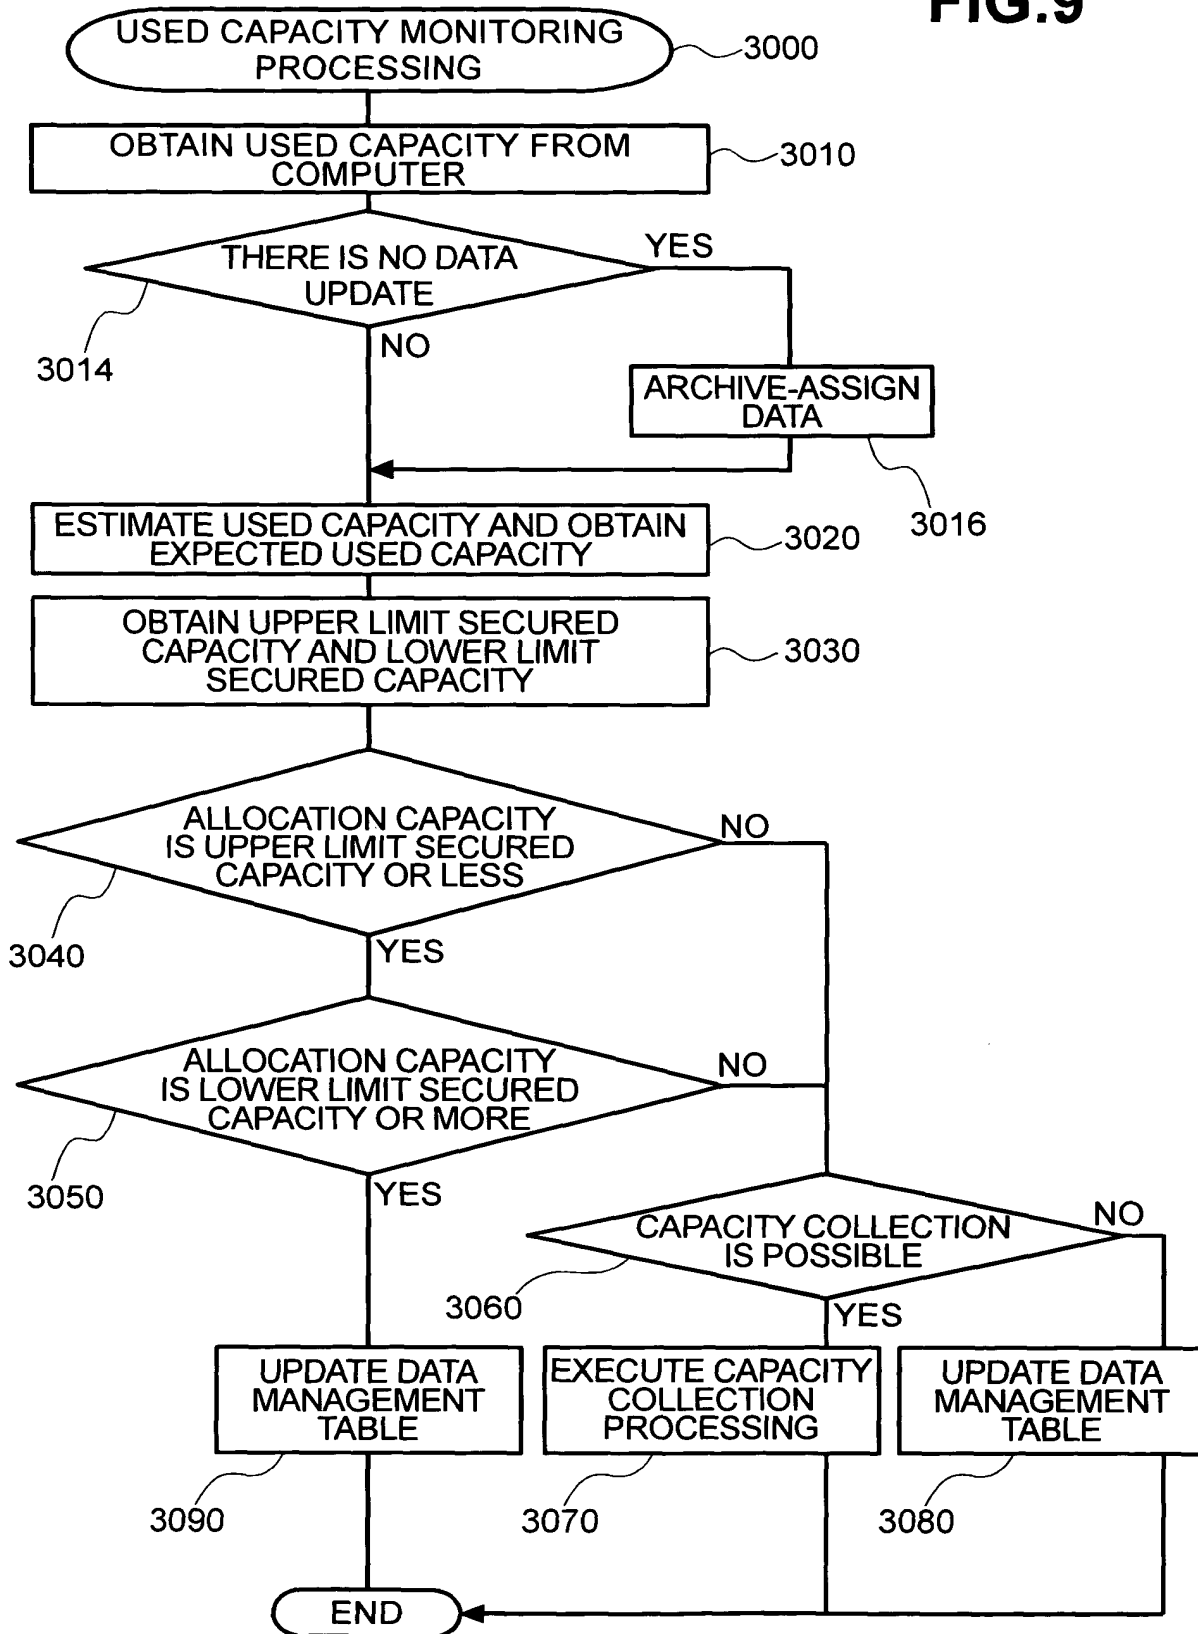 FIG.9
USED CAPACITY MONITORING
PROCESSING
3000
OBTAIN USED CAPACITY FROM
COMPUTER
3010
THERE IS NO DATA
UPDATE
YES
NO
3014
ARCHIVE-ASSIGN
DATA
3016
ESTIMATE USED CAPACITY AND OBTAIN
EXPECTED USED CAPACITY
3020
OBTAIN UPPER LIMIT SECURED
CAPACITY AND LOWER LIMIT
SECURED CAPACITY
3030
ALLOCATION CAPACITY
IS UPPER LIMIT SECURED
CAPACITY OR LESS
NO
3040
YES
ALLOCATION CAPACITY
IS LOWER LIMIT SECURED
CAPACITY OR MORE
NO
3050
YES
CAPACITY COLLECTION
IS POSSIBLE
NO
3060
YES
UPDATE DATA
MANAGEMENT
TABLE
3090
EXECUTE CAPACITY
COLLECTION
PROCESSING
3070
UPDATE DATA
MANAGEMENT
TABLE
3080
END